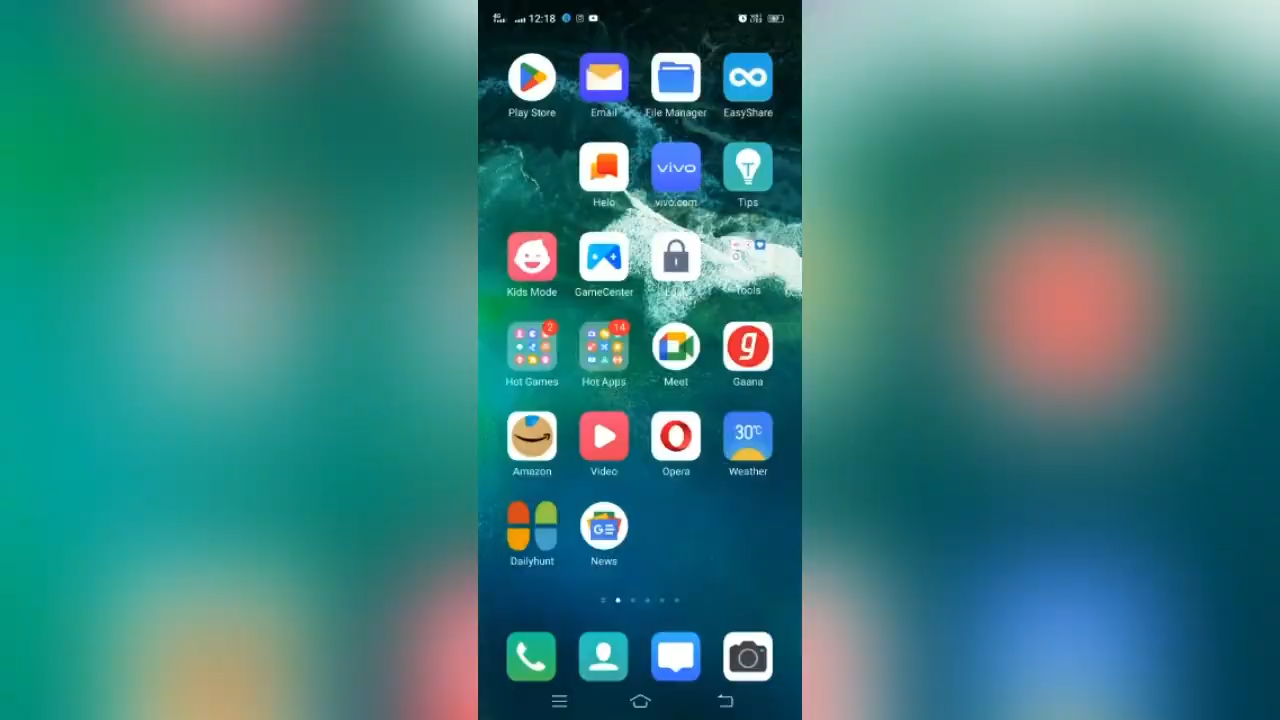 12:18
Play Store Email File Manager EasyShare
vivo
Helo vivo.com Tips
Kids Mode GameCenter Tools
2 14
Hot Games Hot Apps Meet Gaana
30°C
Amazon Video Opera Weather
Dailyhunt News